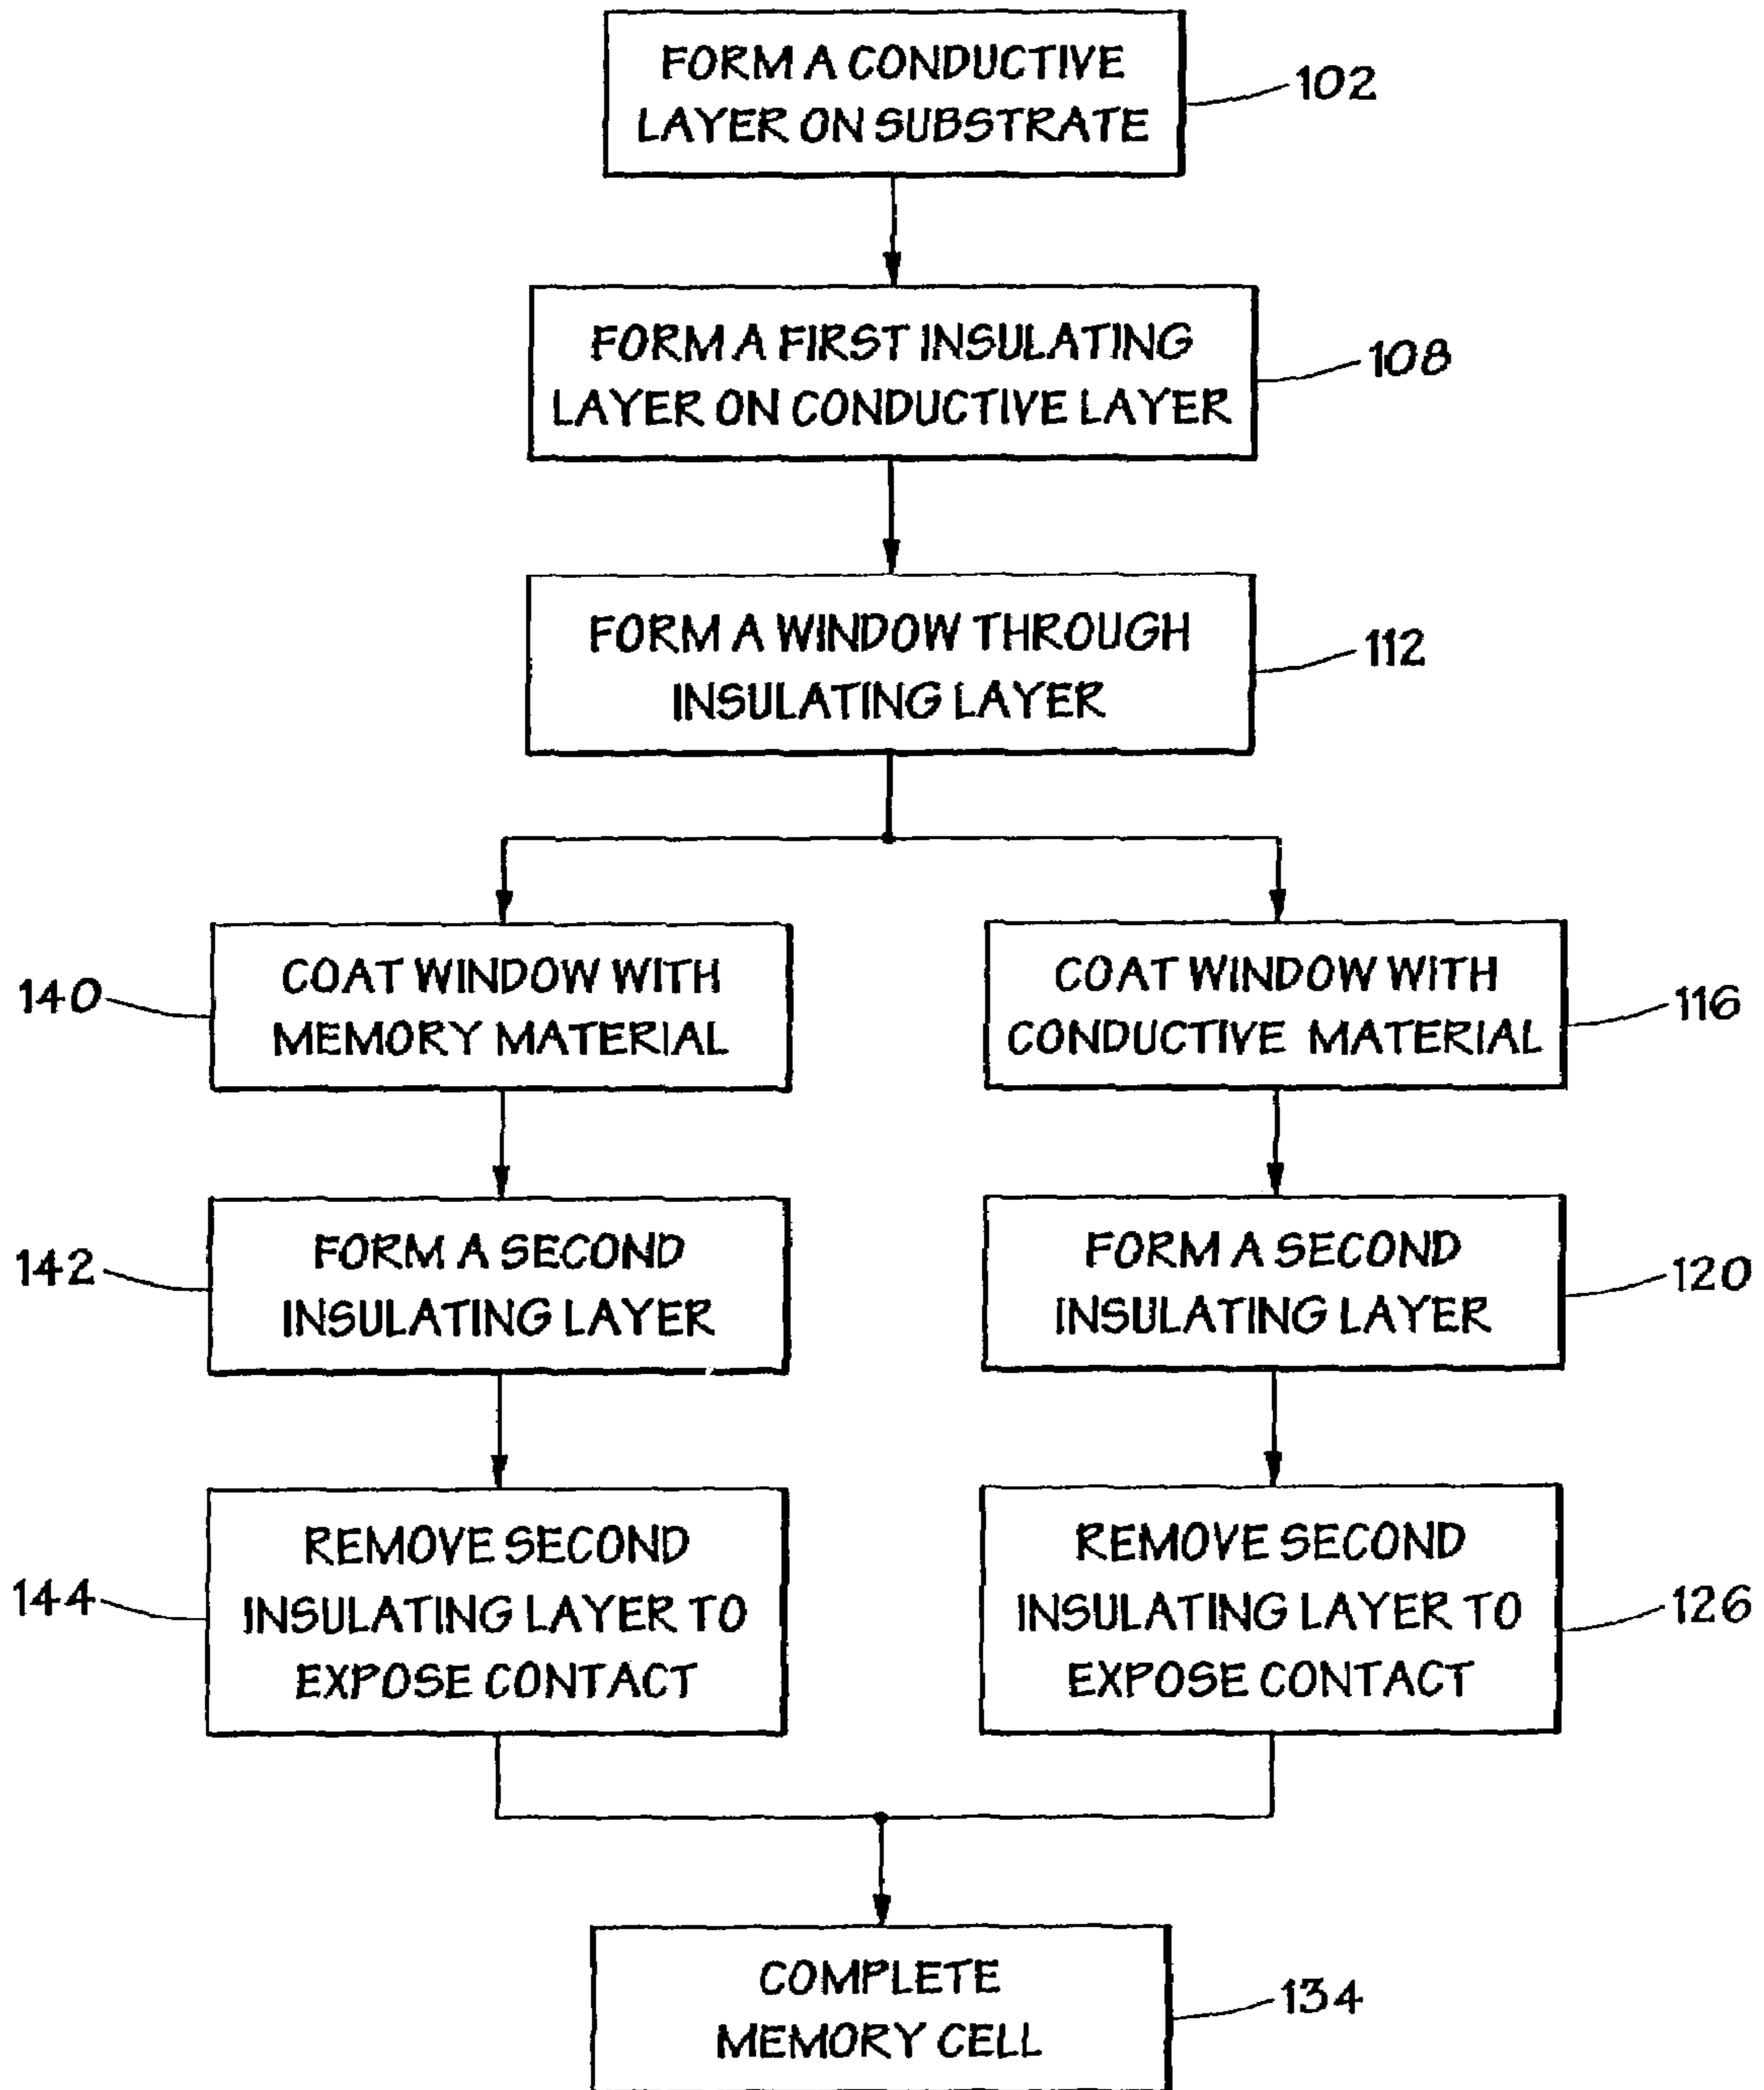 FORM A CONDUCTIVE
LAYER ON SUBSTRATE
102
FORM A FIRST INSULATING
LAYER ON CONDUCTIVE LAYER
108
FORM A WINDOW THROUGH
INSULATING LAYER
112
140
COAT WINDOW WITH
MEMORY MATERIAL
COAT WINDOW WITH
CONDUCTIVE MATERIAL
116
142
FORM A SECOND
INSULATING LAYER
FORM A SECOND
INSULATING LAYER
120
144
REMOVE SECOND
INSULATING LAYER TO
EXPOSE CONTACT
REMOVE SECOND
INSULATING LAYER TO
EXPOSE CONTACT
126
COMPLETE
MEMORY CELL
134